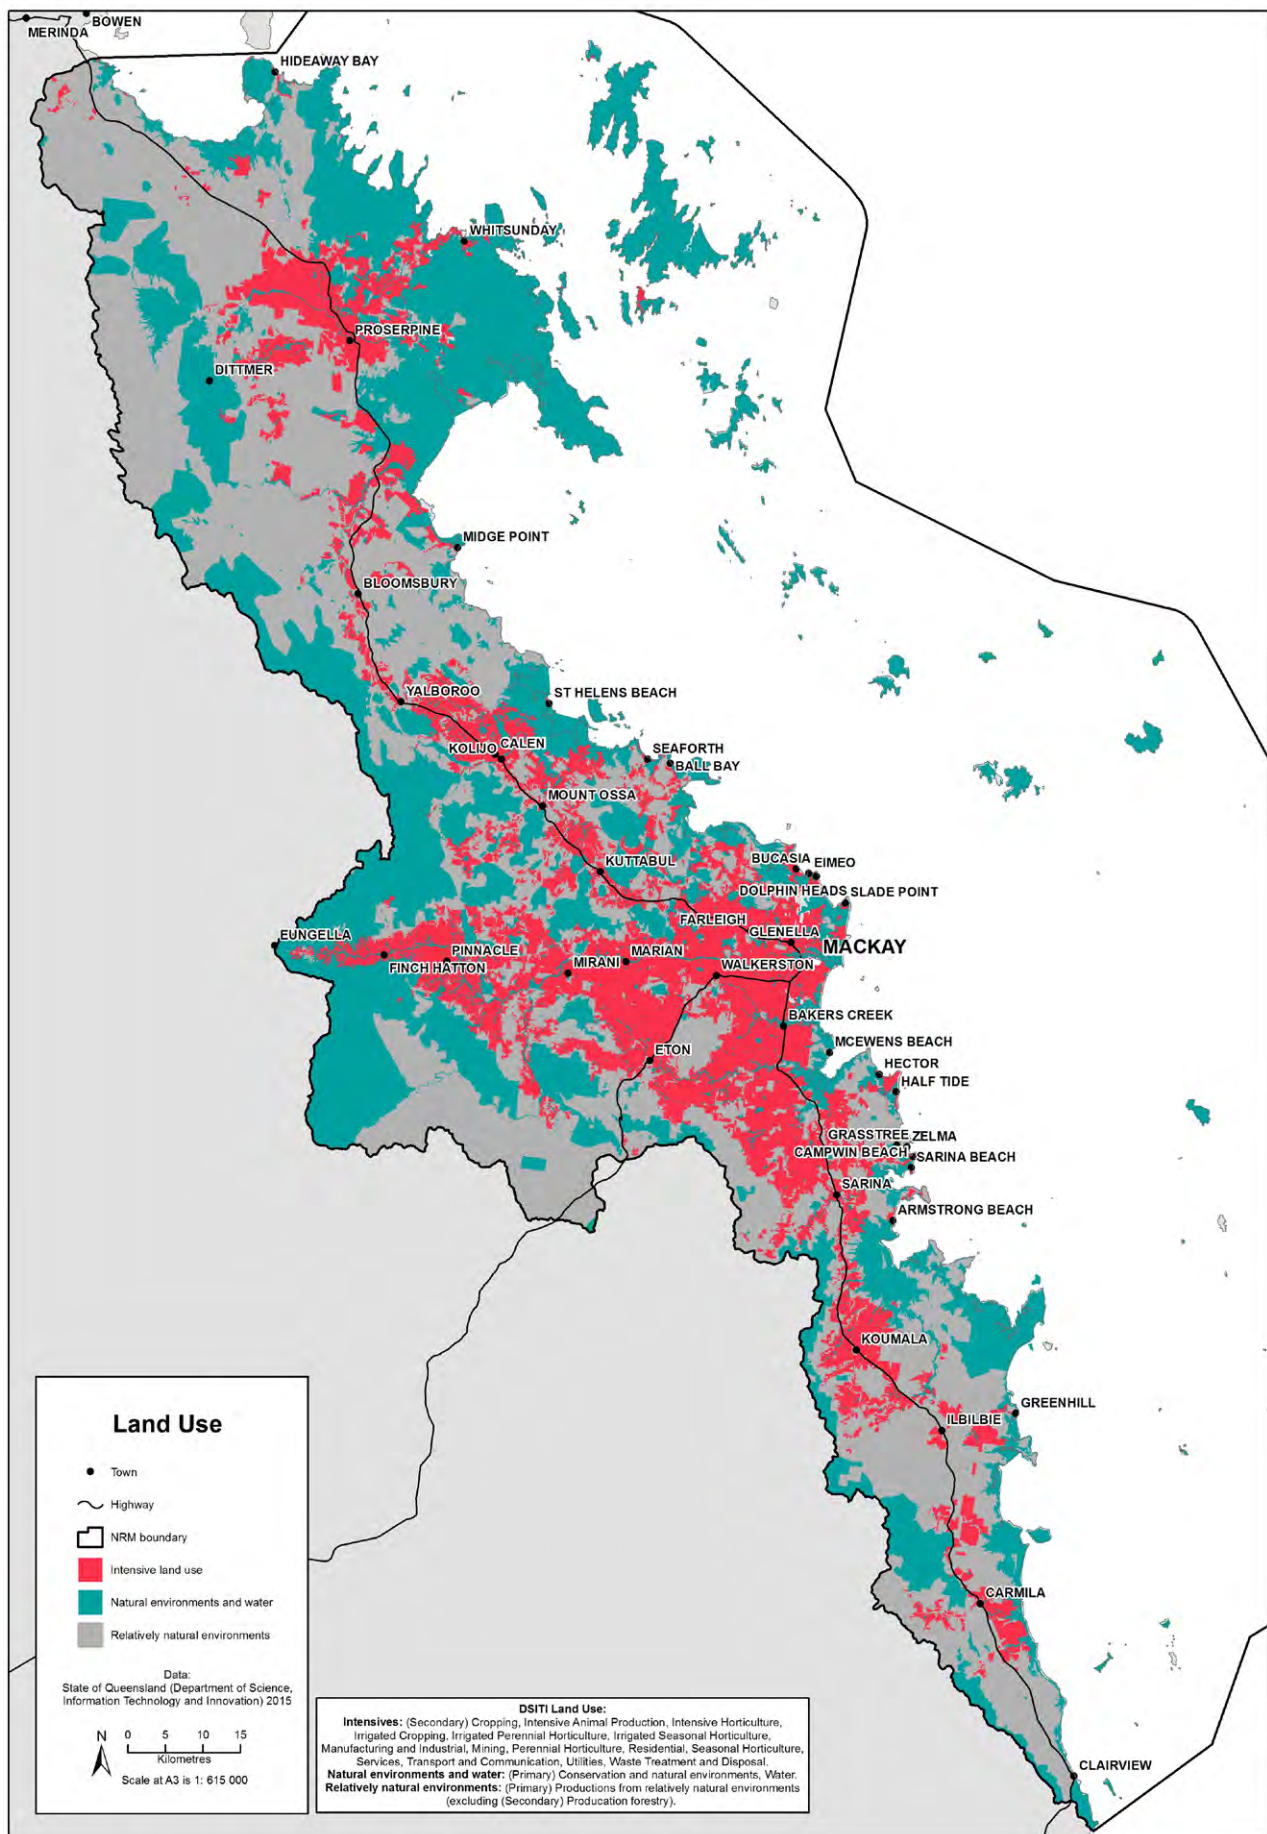 BOWEN
MERINDA
HIDEAWAY BAY
WHITSUNDAY
PROSERPINE
DITTMER
MIDGE POINT
BLOOMSBURY
YALBOROO
ST HELENS BEACH
KOLIJO
CALEN
SEAFORTH
BALL BAY
MOUNT OSSA
BUCASIA
EIMEO
KUTTABUL
DOLPHIN HEADS
SLADE POINT
FARLEIGH
GLENELLA
EUNGELLA
MACKAY
PINNACLE
MARIAN
FINCH HATTON
MIRANI
WALKERSTON
BAKERS CREEK
MCEWENS BEACH
ETON
HECTOR
HALF TIDE
GRASSTREE
ZELMA
CAMPWIN BEACH
SARINA BEACH
SARINA
ARMSTRONG BEACH
KOUMALA
GREENHILL
ILBILBIE
CARMILA
CLAIRVIEW
Land Use
Town
Highway
NRM boundary
Intensive land use
Natural environments and water
Relatively natural environments
Data:
State of Queensland (Department of Science,
Information Technology and Innovation) 2015
N
0 5 10 15
Kilometres
Scale at A3 is 1: 615 000
DSITI Land Use:
Intensives: (Secondary) Cropping, Intensive Animal Production, Intensive Horticulture,
Irrigated Cropping, Irrigated Perennial Horticulture, Irrigated Seasonal Horticulture,
Manufacturing and Industrial, Mining, Perennial Horticulture, Residential, Seasonal Horticulture,
Services, Transport and Communication, Utilities, Waste Treatment and Disposal.
Natural environments and water: (Primary) Conservation and natural environments, Water.
Relatively natural environments: (Primary) Productions from relatively natural environments
(excluding (Secondary) Producation forestry).